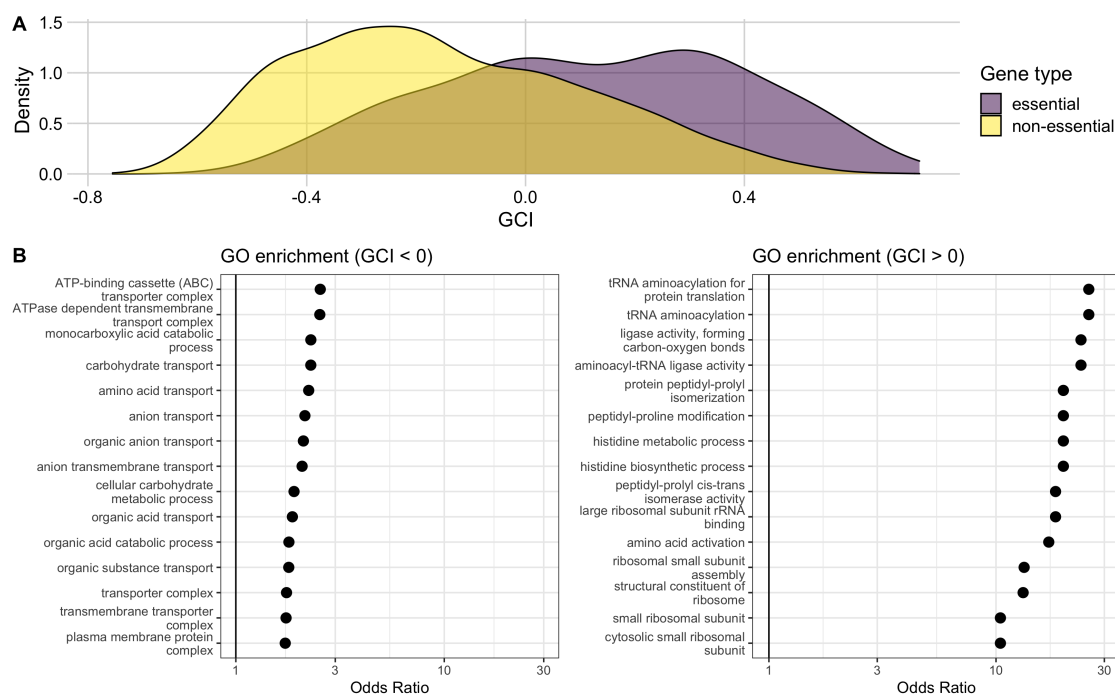 A
1.5
1.0
0.5
0.0
Density
-0.8
-0.4
0.0
0.4
GCI
Gene type
essential
non-essential
B
GO enrichment (GCI < 0)
ATP-binding cassette (ABC)
transporter complex
ATPase dependent transmembrane
transport complex
monocarboxylic acid catabolic
process
carbohydrate transport
amino acid transport
anion transport
organic anion transport
anion transmembrane transport
cellular carbohydrate
metabolic process
organic acid transport
organic acid catabolic process
organic substance transport
transporter complex
transmembrane transporter
complex
plasma membrane protein
complex
1
3
10
30
Odds Ratio
GO enrichment (GCI > 0)
tRNA aminoacylation for
protein translation
tRNA aminoacylation
ligase activity, forming
carbon-oxygen bonds
aminoacyl-tRNA ligase activity
protein peptidyl-prolyl
isomerization
peptidyl-proline modification
histidine metabolic process
histidine biosynthetic process
peptidyl-prolyl cis-trans
isomerase activity
large ribosomal subunit rRNA
binding
amino acid activation
ribosomal small subunit
assembly
structural constituent of
ribosome
small ribosomal subunit
cytosolic small ribosomal
subunit
1
3
10
30
Odds Ratio